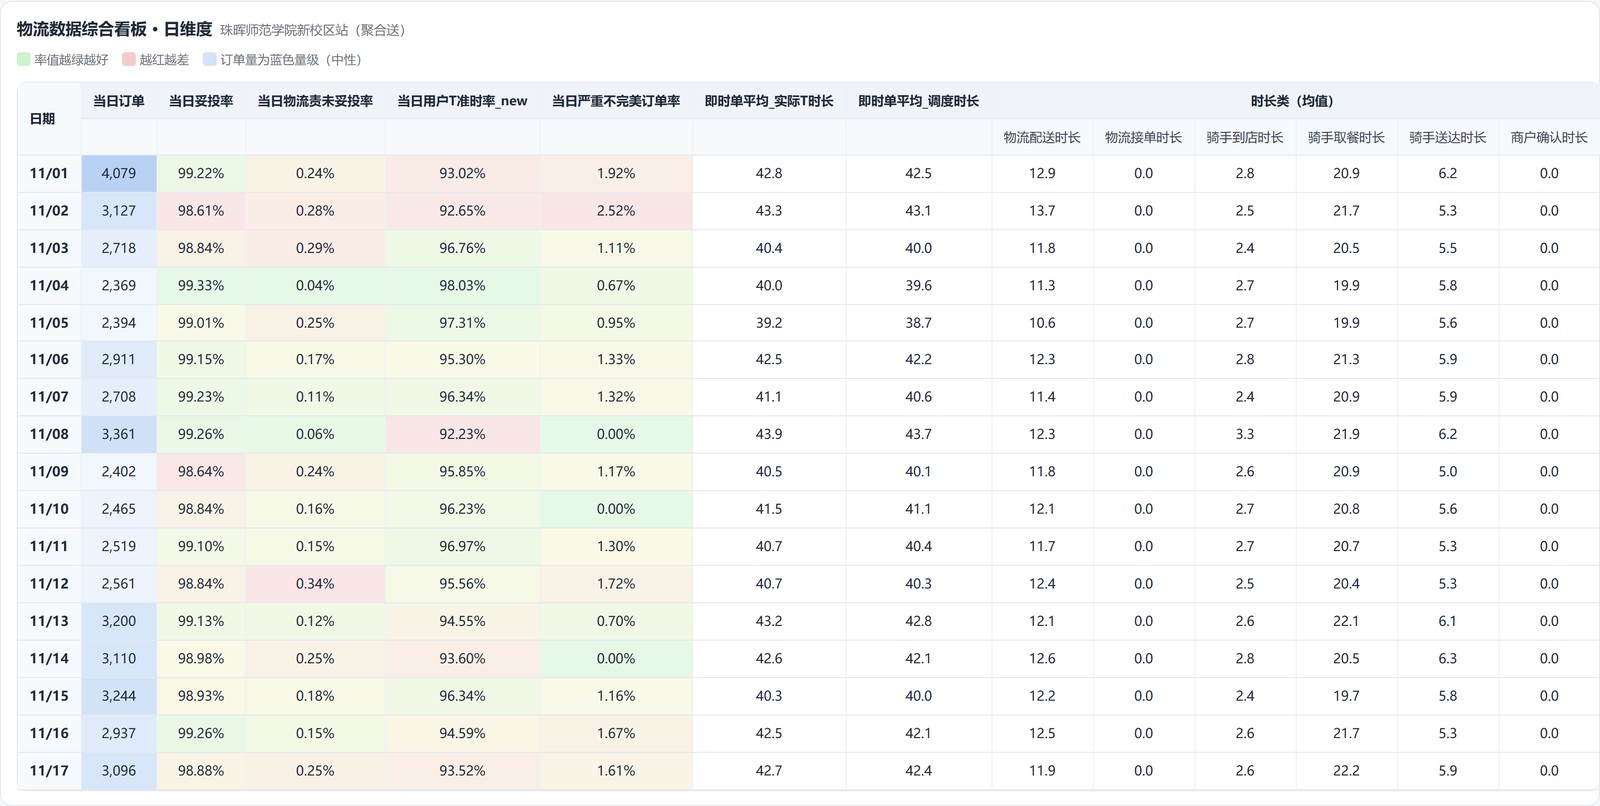 物流数据综合看板 • 日维度 珠晖师范学院新校区站（聚合送）
率值越绿越好 越红越差 订单量为蓝色量级（中性）
日期 当日订单 当日妥投率 当日物流责未妥投率 当日用户T准时率_new 当日严重不完美订单率 即时单平均_实际T时长 即时单平均_调度时长 时长类（均值）
物流配送时长 物流接单时长 骑手到店时长 骑手取餐时长 骑手送达时长 商户确认时长
11/01 4,079 99.22% 0.24% 93.02% 1.92% 42.8 42.5 12.9 0.0 2.8 20.9 6.2 0.0
11/02 3,127 98.61% 0.28% 92.65% 2.52% 43.3 43.1 13.7 0.0 2.5 21.7 5.3 0.0
11/03 2,718 98.84% 0.29% 96.76% 1.11% 40.4 40.0 11.8 0.0 2.4 20.5 5.5 0.0
11/04 2,369 99.33% 0.04% 98.03% 0.67% 40.0 39.6 11.3 0.0 2.7 19.9 5.8 0.0
11/05 2,394 99.01% 0.25% 97.31% 0.95% 39.2 38.7 10.6 0.0 2.7 19.9 5.6 0.0
11/06 2,911 99.15% 0.17% 95.30% 1.33% 42.5 42.2 12.3 0.0 2.8 21.3 5.9 0.0
11/07 2,708 99.23% 0.11% 96.34% 1.32% 41.1 40.6 11.4 0.0 2.4 20.9 5.9 0.0
11/08 3,361 99.26% 0.06% 92.23% 0.00% 43.9 43.7 12.3 0.0 3.3 21.9 6.2 0.0
11/09 2,402 98.64% 0.24% 95.85% 1.17% 40.5 40.1 11.8 0.0 2.6 20.9 5.0 0.0
11/10 2,465 98.84% 0.16% 96.23% 0.00% 41.5 41.1 12.1 0.0 2.7 20.8 5.6 0.0
11/11 2,519 99.10% 0.15% 96.97% 1.30% 40.7 40.4 11.7 0.0 2.7 20.7 5.3 0.0
11/12 2,561 98.84% 0.34% 95.56% 1.72% 40.7 40.3 12.4 0.0 2.5 20.4 5.3 0.0
11/13 3,200 99.13% 0.12% 94.55% 0.70% 43.2 42.8 12.1 0.0 2.6 22.1 6.1 0.0
11/14 3,110 98.98% 0.25% 93.60% 0.00% 42.6 42.1 12.6 0.0 2.8 20.5 6.3 0.0
11/15 3,244 98.93% 0.18% 96.34% 1.16% 40.3 40.0 12.2 0.0 2.4 19.7 5.8 0.0
11/16 2,937 99.26% 0.15% 94.59% 1.67% 42.5 42.1 12.5 0.0 2.6 21.7 5.3 0.0
11/17 3,096 98.88% 0.25% 93.52% 1.61% 42.7 42.4 11.9 0.0 2.6 22.2 5.9 0.0